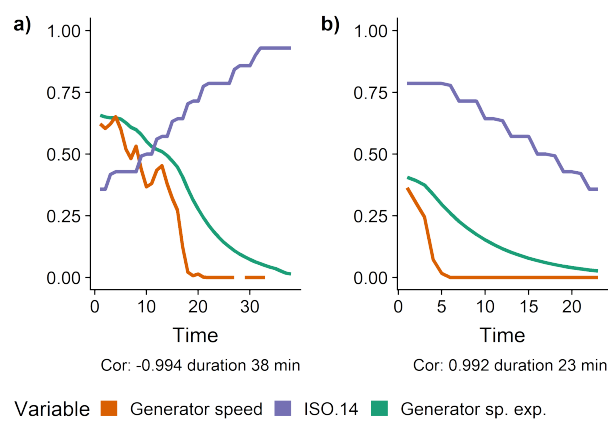 a)
1.00
0.75
0.50
0.25
0.00
0 10 20 30
Time
Cor: -0.994 duration 38 min
b)
1.00
0.75
0.50
0.25
0.00
0 5 10 15 20
Time
Cor: 0.992 duration 23 min
Variable Generator speed ISO.14 Generator sp. exp.